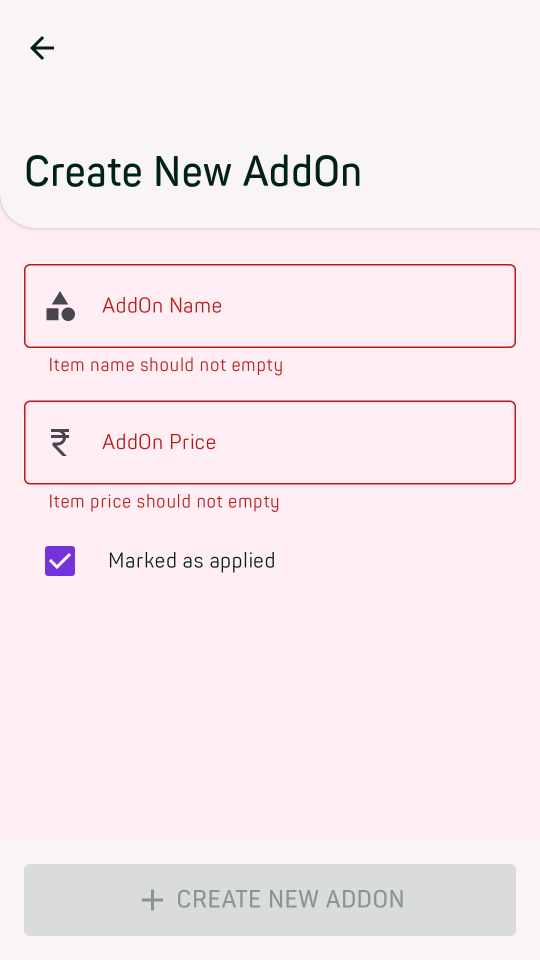 Create New AddOn
AddOn Name
Item name should not empty
₹
AddOn Price
Item price should not empty
Marked as applied
CREATE NEW ADDON